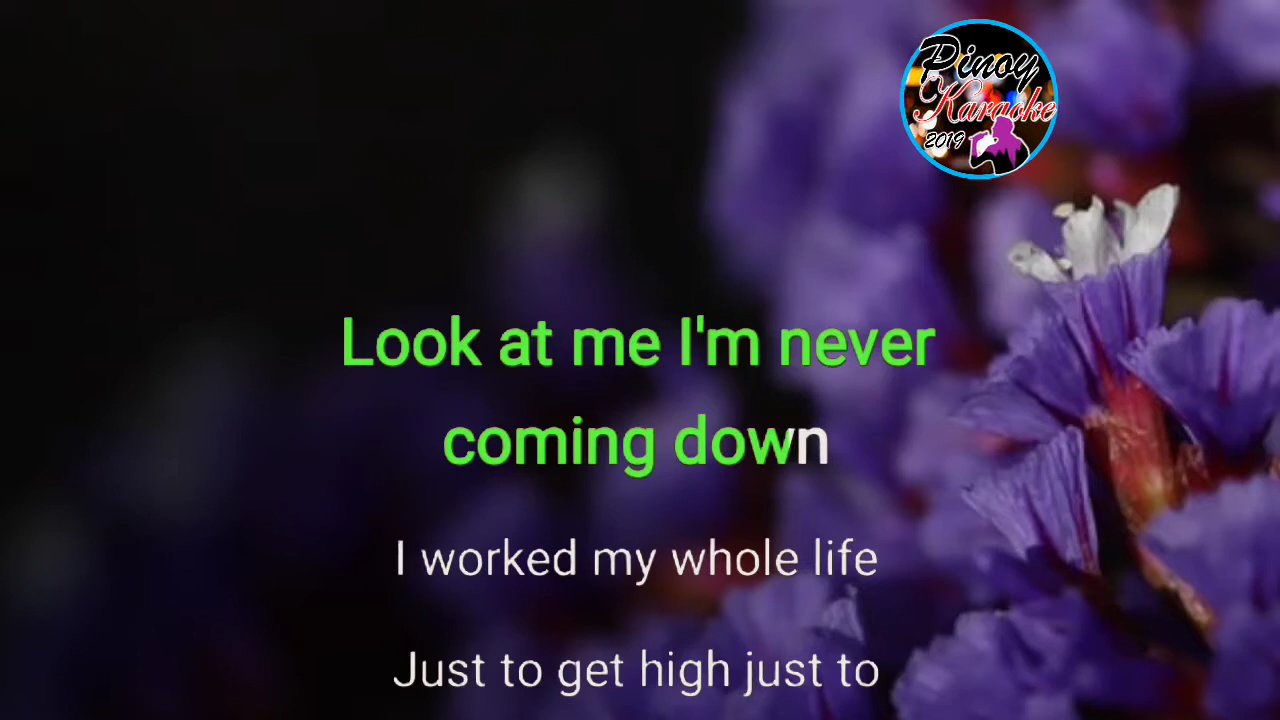 Pinoy
Karaoke
2019
Look at me I'm never
coming down
I worked my whole life
Just to get high just to